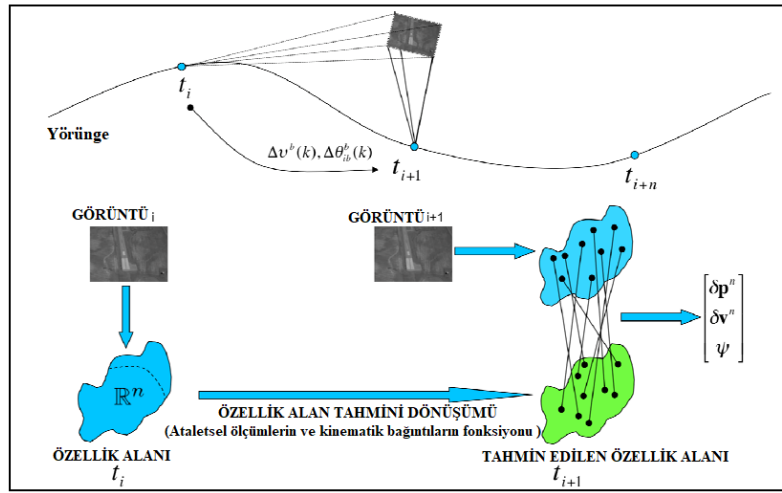 t_i
Yörünge
Δυ^b(k), Δθ^b_ib(k)
t_i+1
t_i+n
GÖRÜNTÜ i
GÖRÜNTÜ i+1
δp^n
δv^n
ψ
ℝ^n
ÖZELLİK ALAN TAHMİNİ DÖNÜŞÜMÜ
(Ataletsel ölçümlerin ve kinematik bağıntıların fonksiyonu )
ÖZELLİK ALANI
t_i
TAHMİN EDİLEN ÖZELLİK ALANI
t_i+1